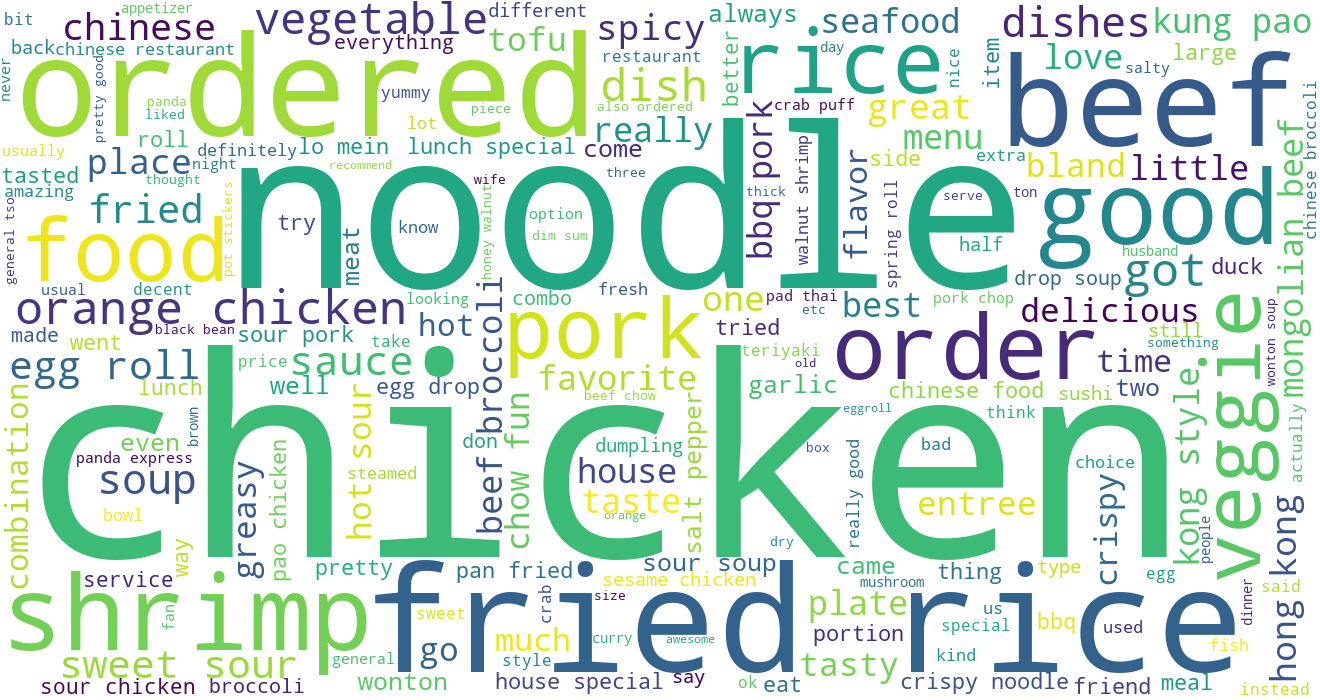 appetizer
bit
chinese
vegetable
different
everything
tofu
spicy
always
seafood
dishes
kung pao
back
chinese restaurant
restaurant
day
nice
item
love
large
salty
never
ordered
pretty good
panda
liked
yummy
piece
also ordered
dish
better
rice
beef
chinese broccoli
crab puff
great
usually
roll
lot
really
menu
place
definitely
lo mein
lunch special
come
side
extra
bland
little
tasted
night
recommend
wife
three
bbq pork
walnut shrimp
flavor
amazing
thought
thick
serve
ton
good
general tso
fried
pot stickers
noodle
try
know
option
dim sum
honey walnut
spring roll
half
husband
mongolian beef
food
meat
drop soup
got
duck
usual
decent
fresh
orange chicken
looking
combo
one
pad thai
etc
best
pork chop
delicious
made
went
black bean
sour pork
take
hot
pork
tried
order
time
still
something
wonton soup
egg roll
price
sauce
teriyaki
old
lunch
well
egg drop
favorite
garlic
chinese food
sushi
two
beef chow
eggroll
think
veggie
combination
brown
even
chicken
hot sour
don
beef broccoli
chow fun
dumpling
salt pepper
box
bad
actually
panda express
soup
greasy
pao chicken
steamed
house
really good
choice
kong style
bowl
taste
orange
entree
crispy
people
hong kong
way
dry
service
pretty
pan fried
sour soup
came
thing
type
egg
said
sesame chicken
mushroom
shrimp
fan
sweet
fried rice
crab
size
plate
us
special
bbq
used
dinner
go
much
curry
awesome
portion
kind
fish
sweet sour
general
style
tasty
sour chicken
broccoli
wonton
house special
say
ok
eat
crispy noodle
friend
meal
instead